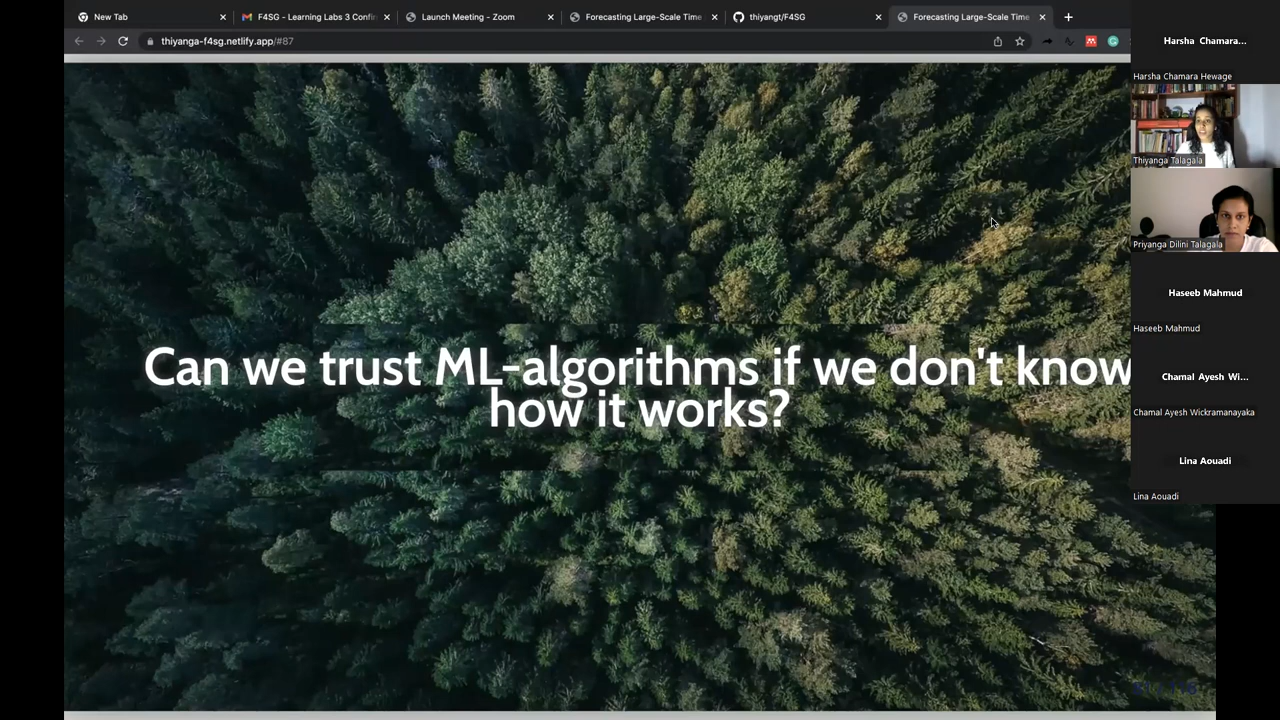 New Tab
F4SG - Learning Labs 3 Confir
Launch Meeting - Zoom
Forecasting Large-Scale Time
thiyangt/F4SG
Forecasting Large-Scale Time
thiyanga-f4sg.netlify.app/#87
Can we trust ML-algorithms if we don't know
how it works?
Harsha Chamara...
Harsha Chamara Hewage
Thiyanga Talagala
Priyanga Dilini Talagala
Haseeb Mahmud
Haseeb Mahmud
Chamal Ayesh Wi...
Chamal Ayesh Wickramanayaka
Lina Aouadi
Lina Aouadi